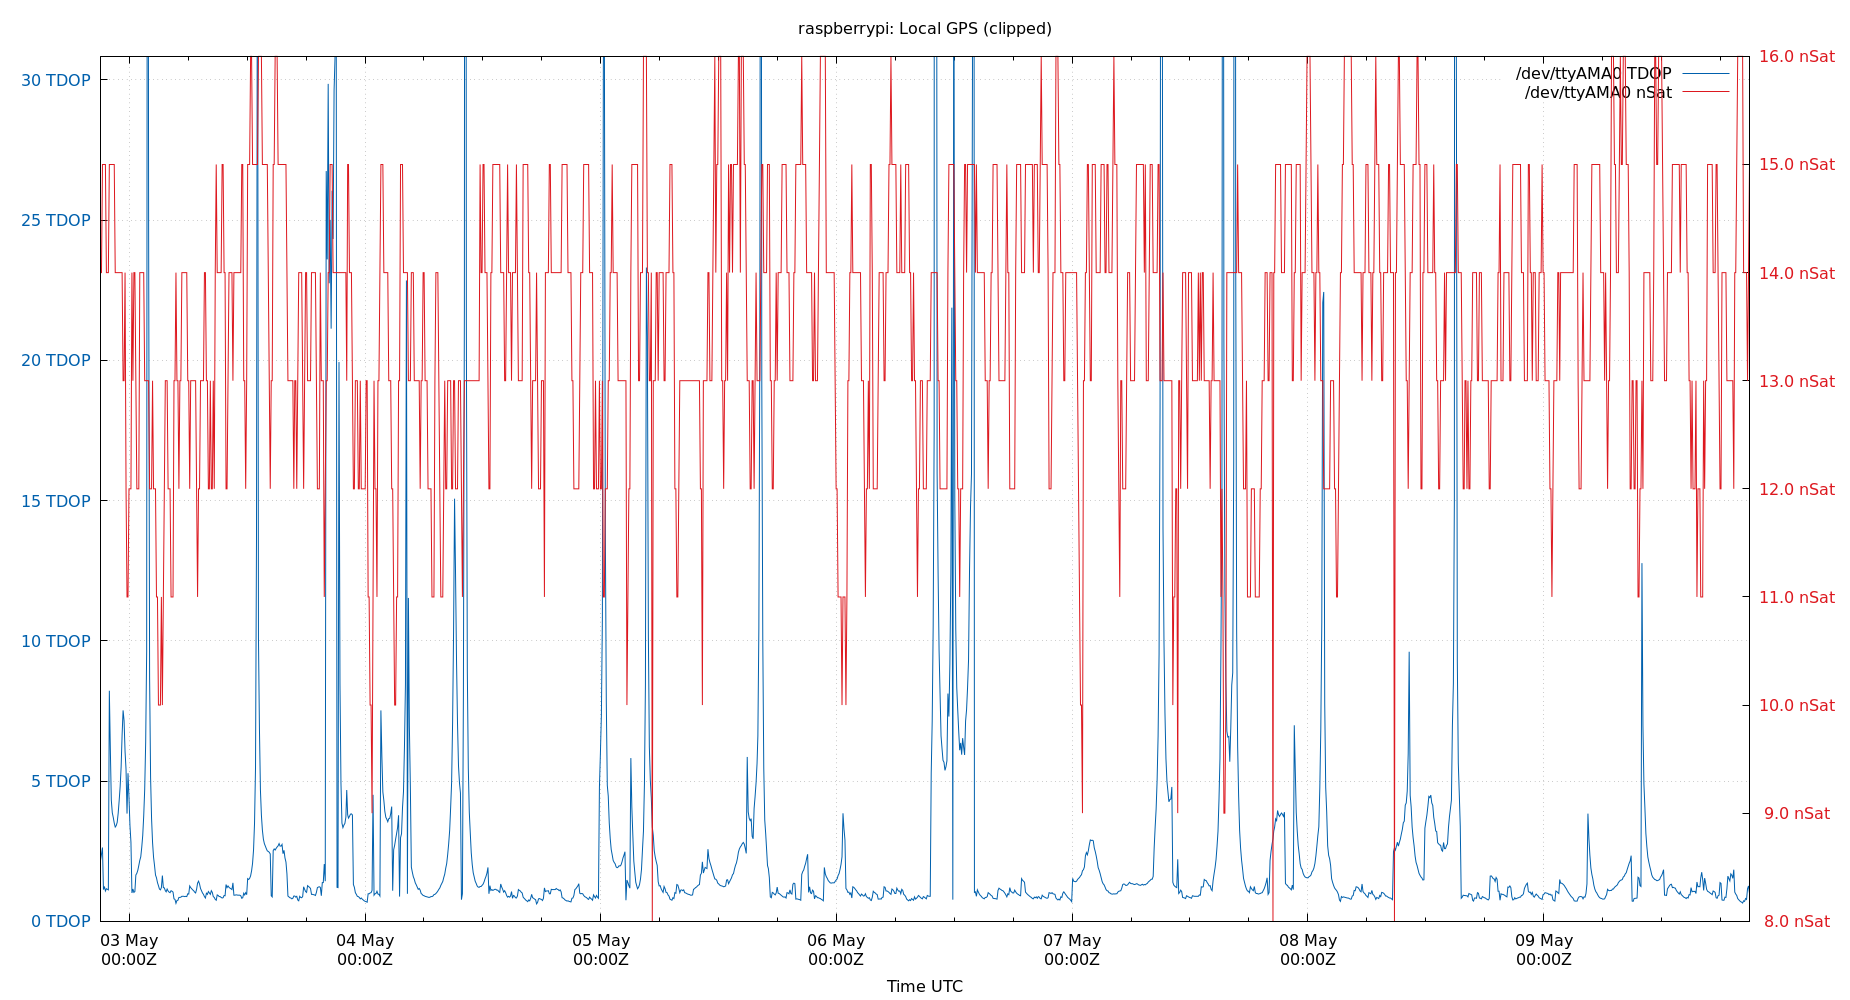 raspberrypi: Local GPS (clipped)
/dev/ttyAMA0 TDOP
/dev/ttyAMA0 nSat
30 TDOP
25 TDOP
20 TDOP
15 TDOP
10 TDOP
5 TDOP
0 TDOP
16.0 nSat
15.0 nSat
14.0 nSat
13.0 nSat
12.0 nSat
11.0 nSat
10.0 nSat
9.0 nSat
8.0 nSat
03 May
00:00Z
04 May
00:00Z
05 May
00:00Z
06 May
00:00Z
07 May
00:00Z
08 May
00:00Z
09 May
00:00Z
Time UTC